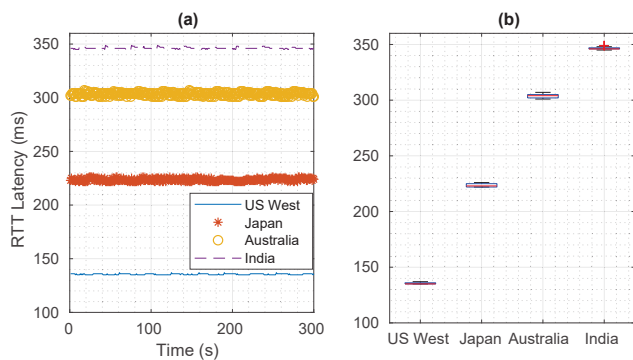 (a)
350
300
250
200
150
100
RTT Latency (ms)
0
100
200
300
Time (s)
US West
Japan
Australia
India
(b)
350
300
250
200
150
100
US West
Japan
Australia
India